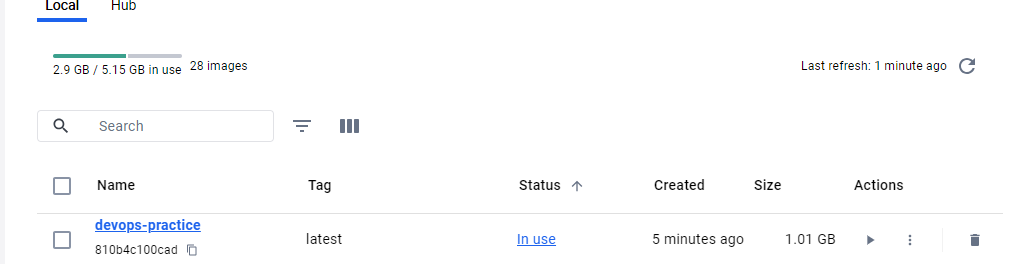 Local Hub
2.9 GB / 5.15 GB in use 28 images Last refresh: 1 minute ago
Search
Name Tag Status Created Size Actions
devops-practice
810b4c100cad latest In use 5 minutes ago 1.01 GB